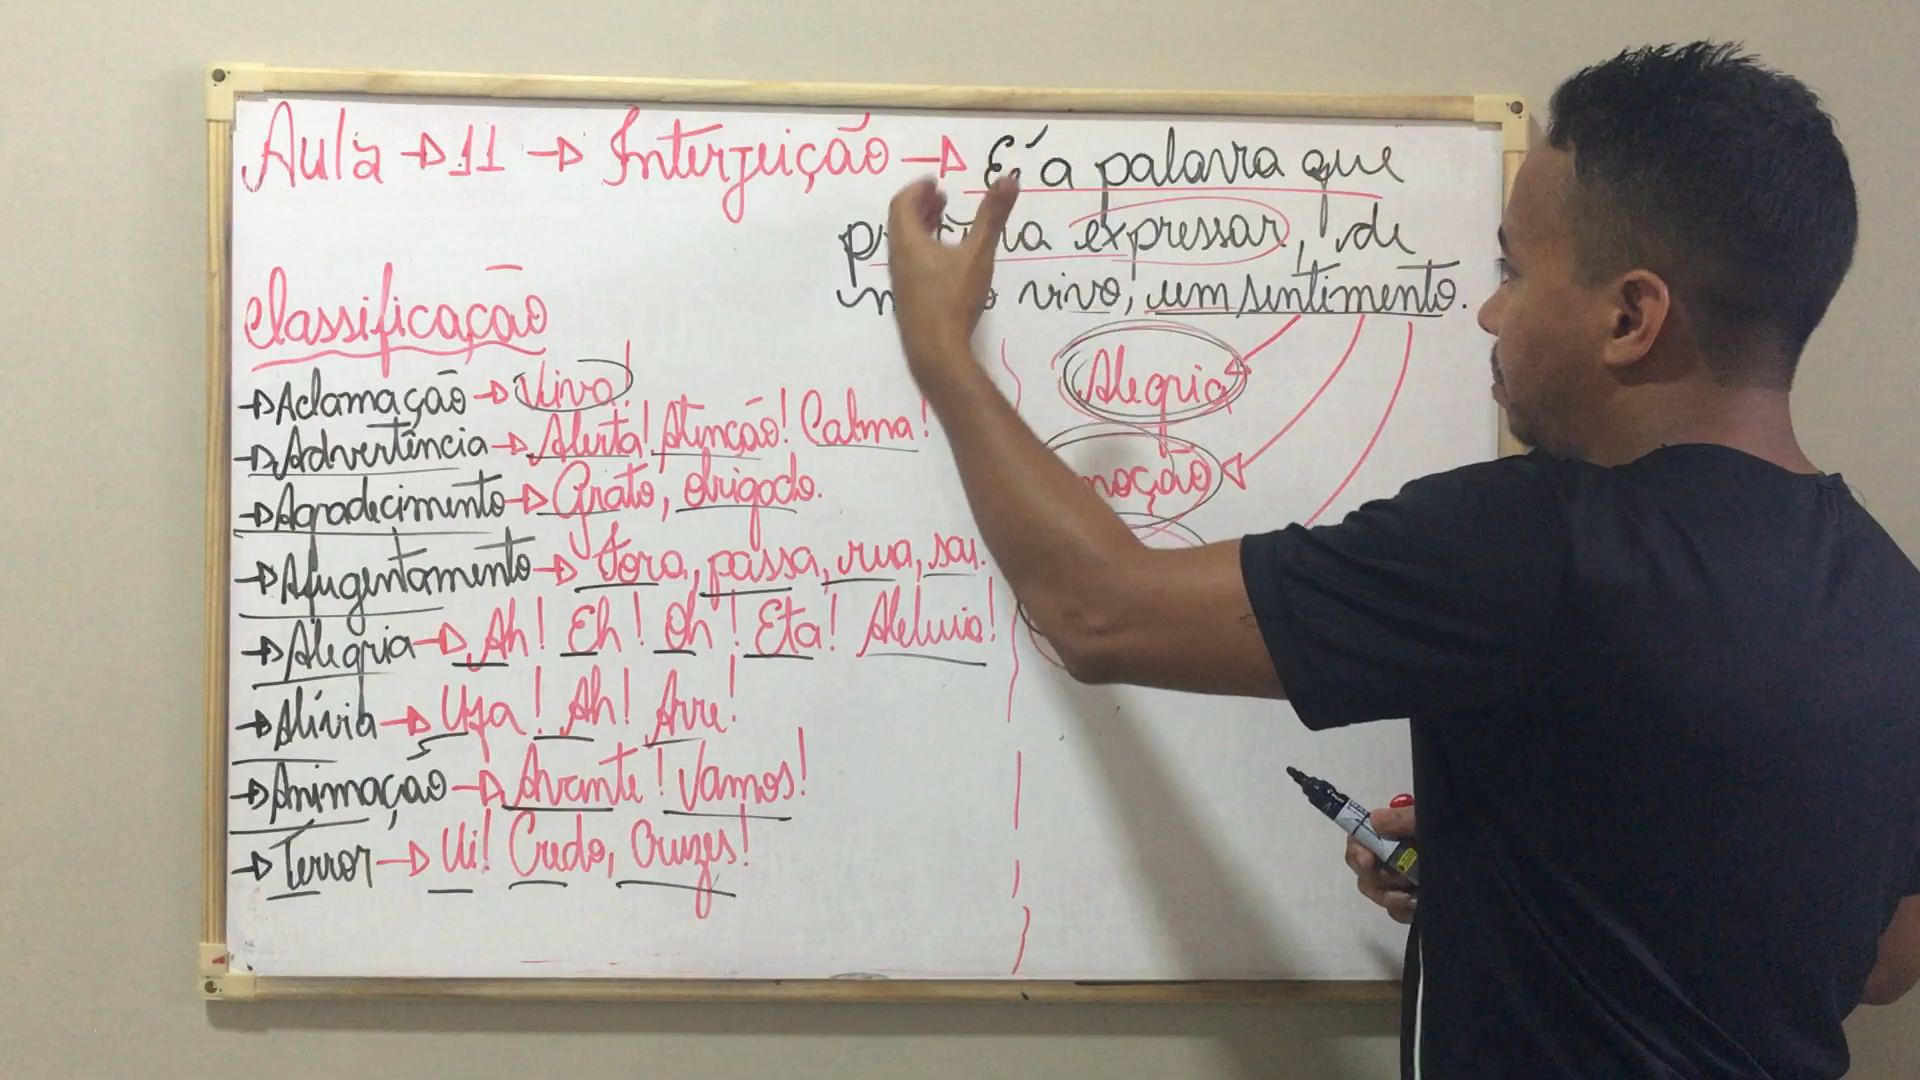 Aula → 11 → Interjeição → É a palavra que
expressar, de
vivo, um sentimento.
Classificação
→ Aclamação → Viva!
→ Advertência → Alerta! Atenção! Calma!
→ Agradecimento → Grato, obrigado.
→ Afugentamento → Fora, passa, rua, sai.
→ Alegria → Ah! Eh! Oh! Eta! Aleluia!
→ Alívia → Ufa! Ah! Arre!
→ Animação → Avante! Vamos!
→ Terror → Ui! Credo, Cruzes!
Alegria
moção